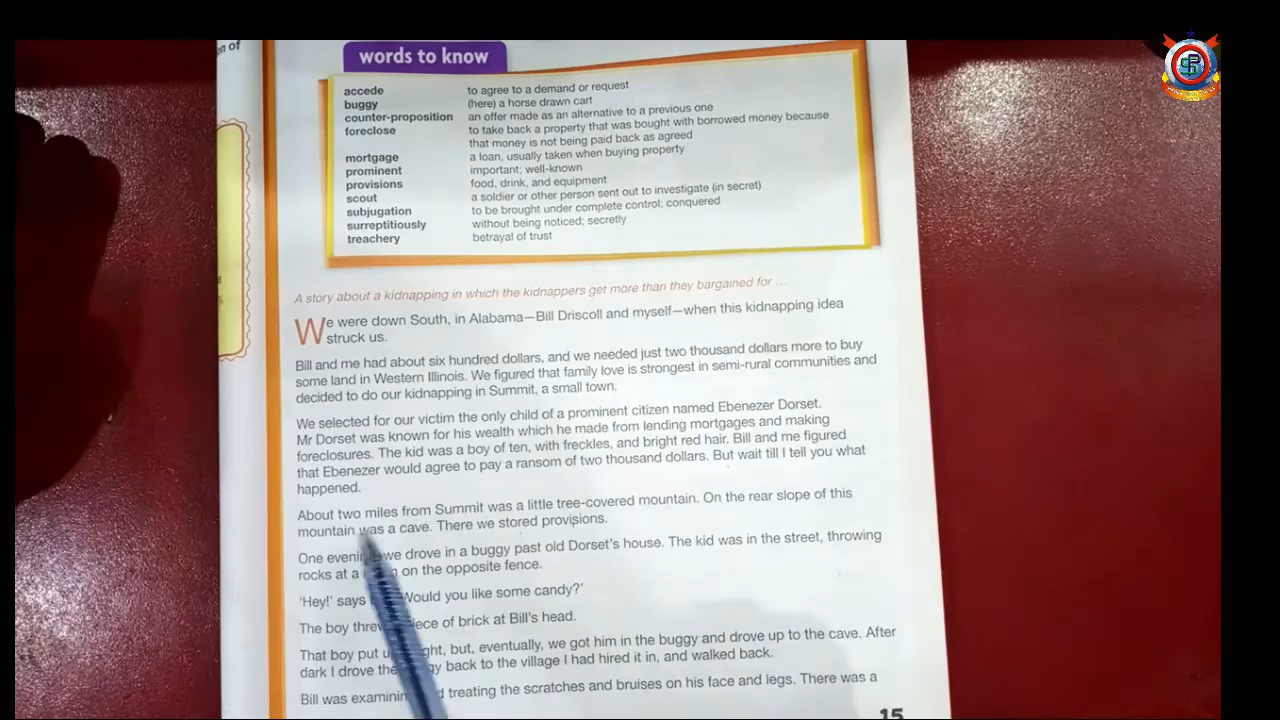 on of
words to know
accede to agree to a demand or request
buggy (here) a horse drawn cart
counter-proposition an offer made as an alternative to a previous one
foreclose to take back a property that was bought with borrowed money because
that money is not being paid back as agreed
mortgage a loan, usually taken when buying property
prominent important; well-known
provisions food, drink, and equipment
scout a soldier or other person sent out to investigate (in secret)
subjugation to be brought under complete control; conquered
surreptitiously without being noticed; secretly
treachery betrayal of trust
A story about a kidnapping in which the kidnappers get more than they bargained for ...
We were down South, in Alabama—Bill Driscoll and myself—when this kidnapping idea
struck us.
Bill and me had about six hundred dollars, and we needed just two thousand dollars more to buy
some land in Western Illinois. We figured that family love is strongest in semi-rural communities and
decided to do our kidnapping in Summit, a small town.
We selected for our victim the only child of a prominent citizen named Ebenezer Dorset.
Mr Dorset was known for his wealth which he made from lending mortgages and making
foreclosures. The kid was a boy of ten, with freckles, and bright red hair. Bill and me figured
that Ebenezer would agree to pay a ransom of two thousand dollars. But wait till I tell you what
happened.
About two miles from Summit was a little tree-covered mountain. On the rear slope of this
mountain was a cave. There we stored provisions.
One evening we drove in a buggy past old Dorset's house. The kid was in the street, throwing
rocks at a on the opposite fence.
'Hey!' says Would you like some candy?'
The boy threw piece of brick at Bill's head.
That boy put up fight, but, eventually, we got him in the buggy and drove up to the cave. After
dark I drove the buggy back to the village I had hired it in, and walked back.
Bill was examining treating the scratches and bruises on his face and legs. There was a
15